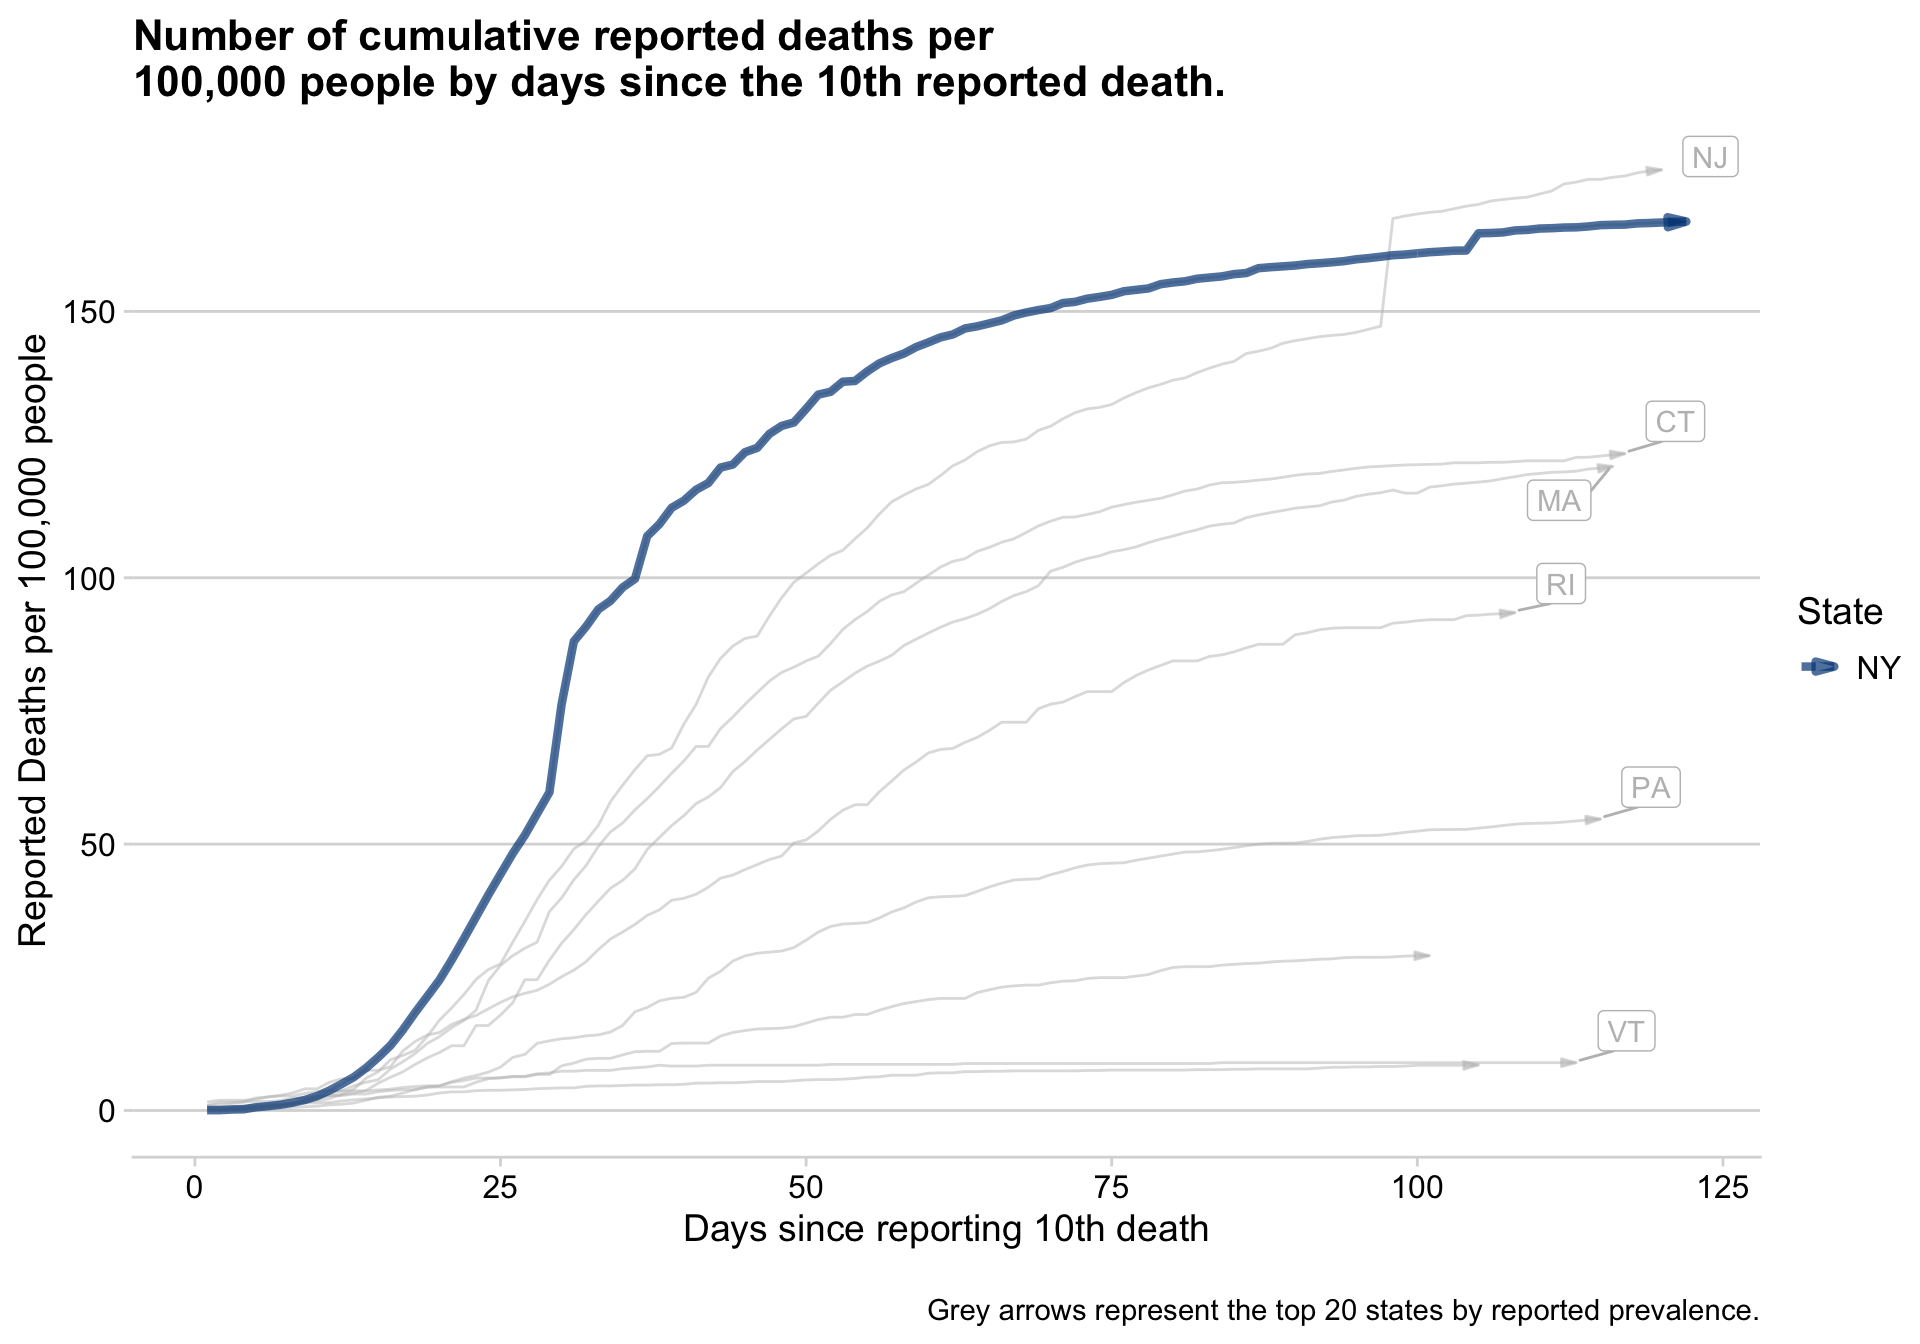 Number of cumulative reported deaths per
100,000 people by days since the 10th reported death.
NJ
150
CT
MA
100
RI
PA
50
VT
0
Reported Deaths per 100,000 people
State
NY
0 25 50 75 100 125
Days since reporting 10th death
Grey arrows represent the top 20 states by reported prevalence.